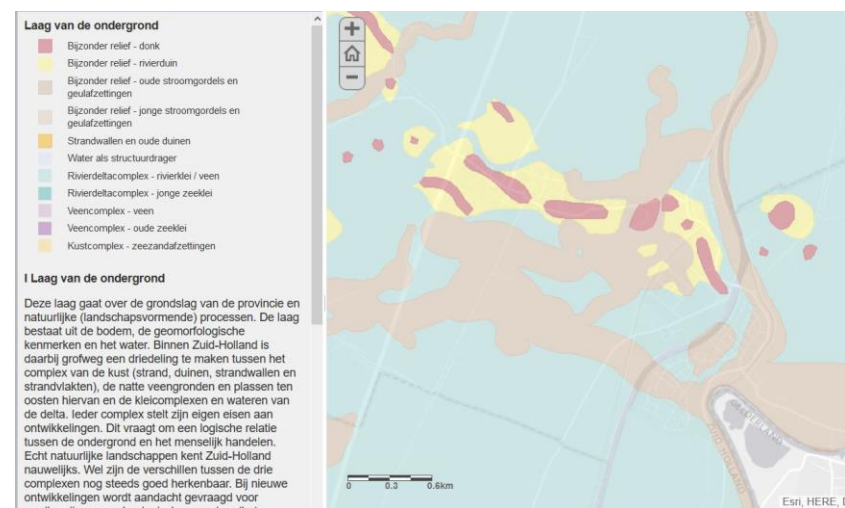 Laag van de ondergrond
Bijzonder relief - donk
Bijzonder relief - rivierduin
Bijzonder relief - oude stroomgordels en
geulafzettingen
Bijzonder relief - jonge stroomgordels en
geulafzettingen
Strandwallen en oude duinen
Water als structuurdrager
Rivierdeltacomplex - rivierklei / veen
Rivierdeltacomplex - jonge zeeklei
Veencomplex - veen
Veencomplex - oude zeeklei
Kustcomplex - zeezandafzettingen
I Laag van de ondergrond
Deze laag gaat over de grondslag van de provincie en
natuurlijke (landschapsvormende) processen. De laag
bestaat uit de bodem, de geomorfologische
kenmerken en het water. Binnen Zuid-Holland is
daarbij grofweg een driedeling te maken tussen het
complex van de kust (strand, duinen, strandwallen en
strandvlakten), de natte veengronden en plassen ten
oosten hiervan en de kleicomplexen en wateren van
de delta. Ieder complex stelt zijn eigen eisen aan
ontwikkelingen. Dit vraagt om een logische relatie
tussen de ondergrond en het menselijk handelen.
Echt natuurlijke landschappen kent Zuid-Holland
nauwelijks. Wel zijn de verschillen tussen de drie
complexen nog steeds goed herkenbaar. Bij nieuwe
ontwikkelingen wordt aandacht gevraagd voor
+
−
GELDERLAND
ZUID-HOLLAND
0 0.3 0.6km
Esri, HERE,